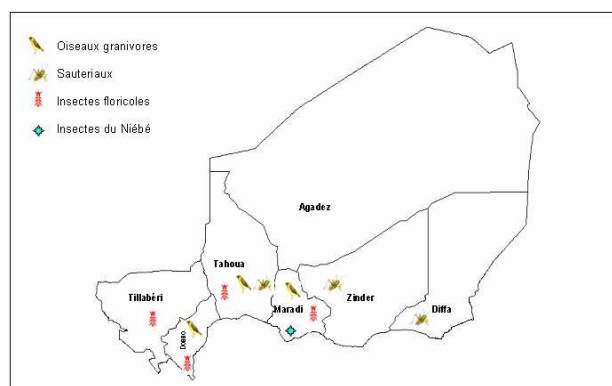 Oiseaux granivores
Sauteriaux
Insectes floricoles
Insectes du Niébé
Agadez
Tahoua
Tillabéri
Maradi
Zinder
Diffa
Dosso